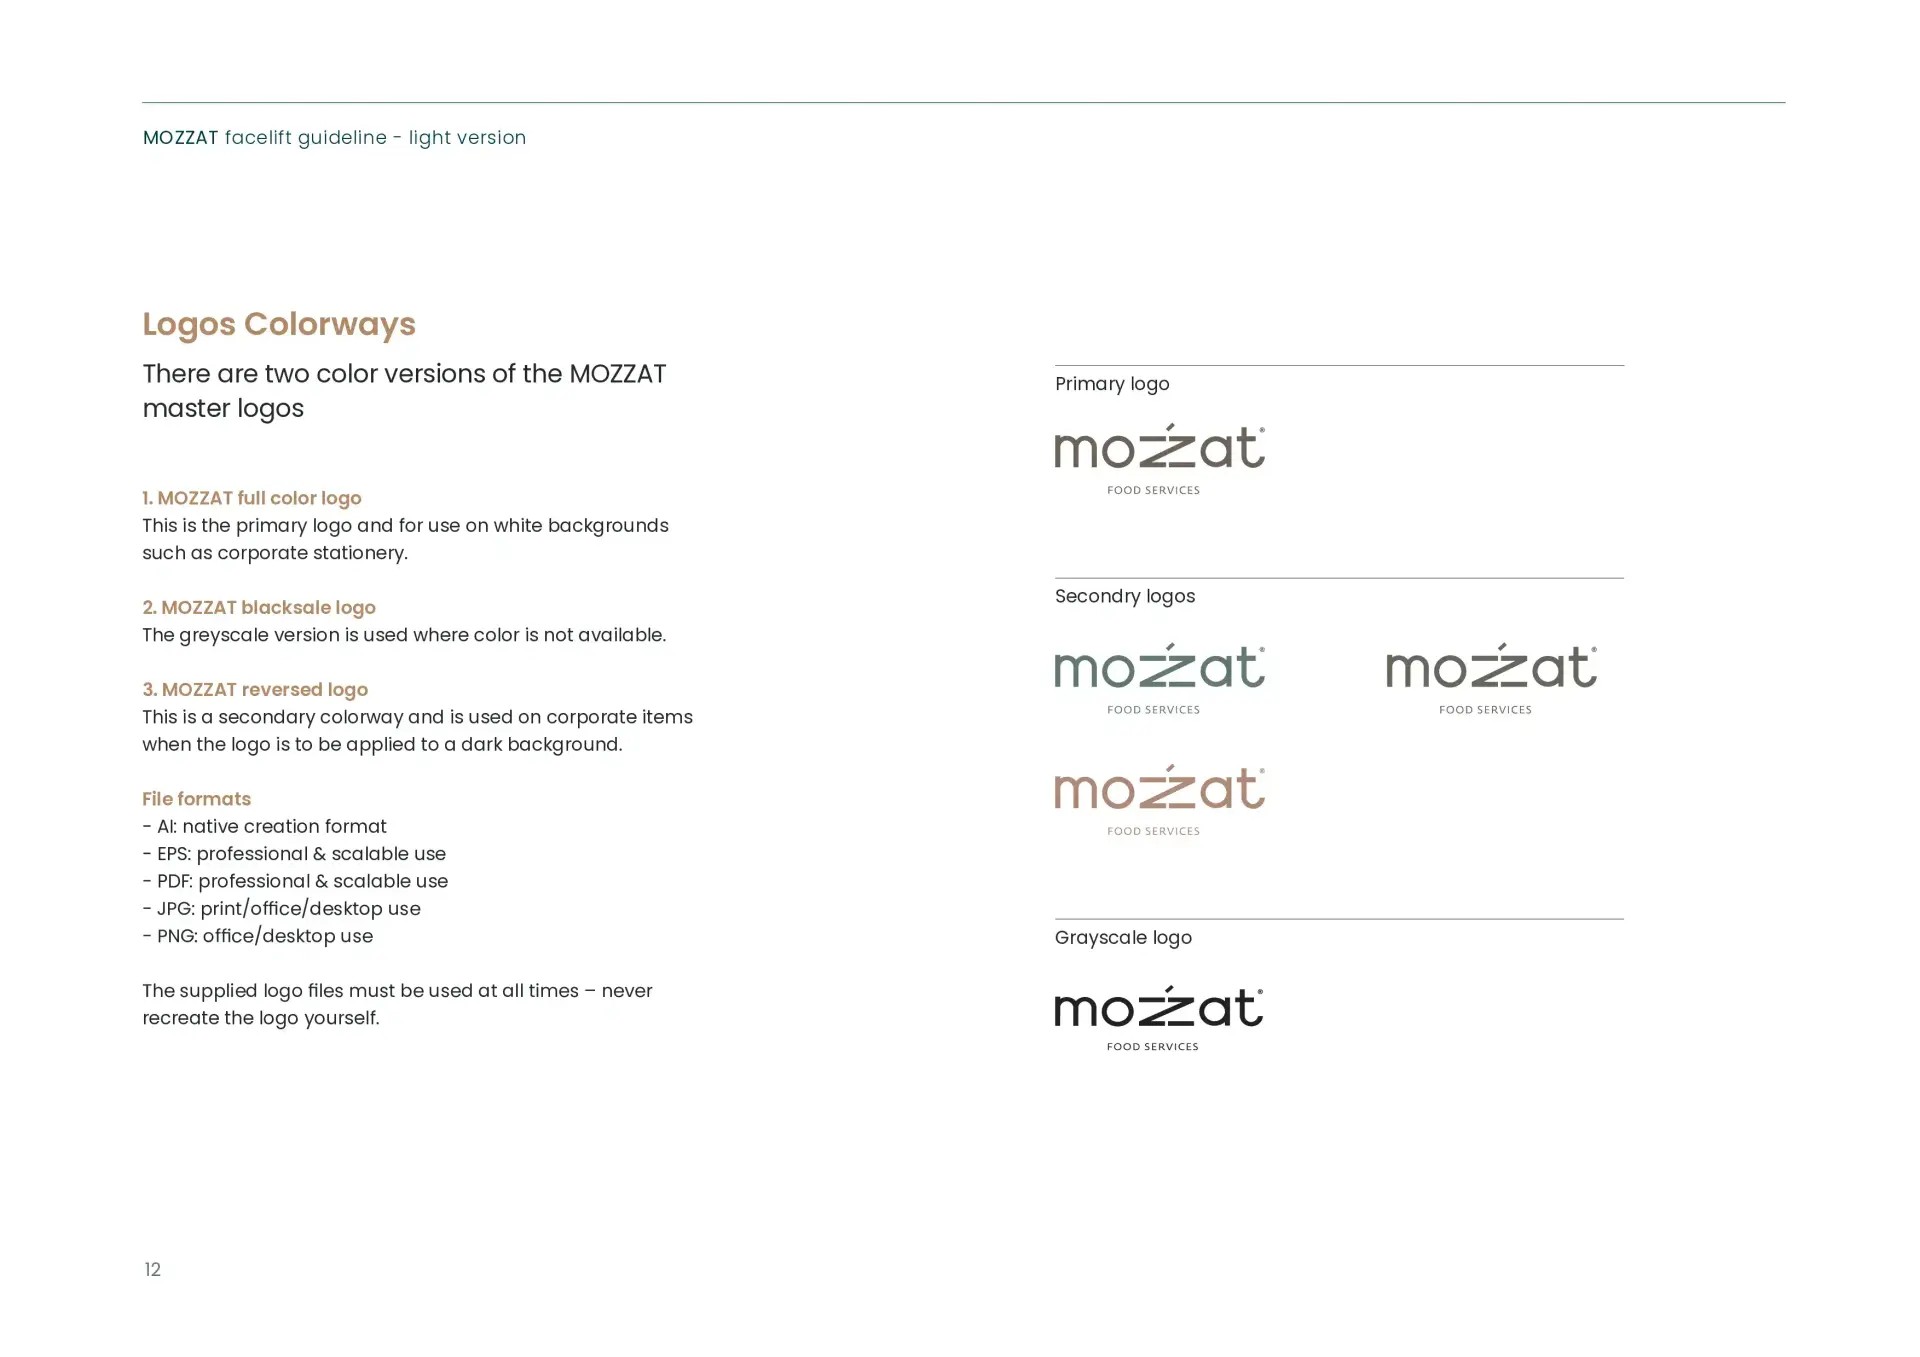 MOZZAT facelift guideline - light version
Logos Colorways
There are two color versions of the MOZZAT
master logos
1. MOZZAT full color logo
This is the primary logo and for use on white backgrounds
such as corporate stationery.
2. MOZZAT blacksale logo
The greyscale version is used where color is not available.
3. MOZZAT reversed logo
This is a secondary colorway and is used on corporate items
when the logo is to be applied to a dark background.
File formats
- AI: native creation format
- EPS: professional & scalable use
- PDF: professional & scalable use
- JPG: print/office/desktop use
- PNG: office/desktop use
The supplied logo files must be used at all times – never
recreate the logo yourself.
Primary logo
mozzat®
FOOD SERVICES
Secondry logos
mozzat®
FOOD SERVICES
mozzat®
FOOD SERVICES
mozzat®
FOOD SERVICES
Grayscale logo
mozzat®
FOOD SERVICES
12